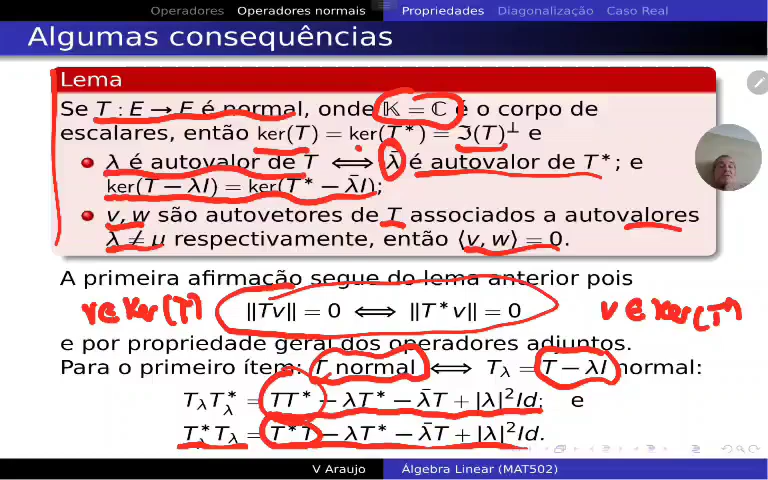 Operadores Operadores normais Propriedades Diagonalização Caso Real
Algumas consequências
Lema
Se T : E → E é normal, onde 𝕂 = ℂ é o corpo de
escalares, então ker(T) = ker(T*) = ℑ(T)⊥ e
λ é autovalor de T ⟺ λ̄ é autovalor de T*; e
ker(T − λI) = ker(T* − λ̄I);
v, w são autovetores de T associados a autovalores
λ ≠ μ respectivamente, então ⟨v, w⟩ = 0.
A primeira afirmação segue do lema anterior pois
v∈ker(T) ‖Tv‖ = 0 ⟺ ‖T*v‖ = 0 v∈ker(T*)
e por propriedade geral dos operadores adjuntos.
Para o primeiro ítem: T normal ⟺ T_λ = T − λI normal:
T_λ T*_λ = TT* − λT* − λ̄T + |λ|²Id; e
T*_λ T_λ = T*T − λT* − λ̄T + |λ|²Id.
V Araujo Álgebra Linear (MAT502)